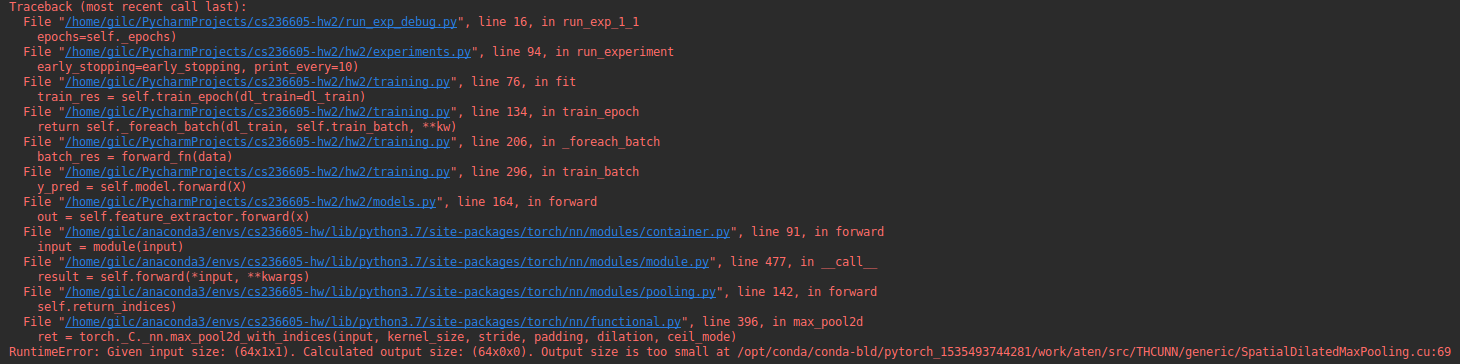 Traceback (most recent call last):
  File "/home/gilc/PycharmProjects/cs236605-hw2/run_exp_debug.py", line 16, in run_exp_1_1
    epochs=self._epochs)
  File "/home/gilc/PycharmProjects/cs236605-hw2/hw2/experiments.py", line 94, in run_experiment
    early_stopping=early_stopping, print_every=10)
  File "/home/gilc/PycharmProjects/cs236605-hw2/hw2/training.py", line 76, in fit
    train_res = self.train_epoch(dl_train=dl_train)
  File "/home/gilc/PycharmProjects/cs236605-hw2/hw2/training.py", line 134, in train_epoch
    return self._foreach_batch(dl_train, self.train_batch, **kw)
  File "/home/gilc/PycharmProjects/cs236605-hw2/hw2/training.py", line 206, in _foreach_batch
    batch_res = forward_fn(data)
  File "/home/gilc/PycharmProjects/cs236605-hw2/hw2/training.py", line 296, in train_batch
    y_pred = self.model.forward(X)
  File "/home/gilc/PycharmProjects/cs236605-hw2/hw2/models.py", line 164, in forward
    out = self.feature_extractor.forward(x)
  File "/home/gilc/anaconda3/envs/cs236605-hw/lib/python3.7/site-packages/torch/nn/modules/container.py", line 91, in forward
    input = module(input)
  File "/home/gilc/anaconda3/envs/cs236605-hw/lib/python3.7/site-packages/torch/nn/modules/module.py", line 477, in __call__
    result = self.forward(*input, **kwargs)
  File "/home/gilc/anaconda3/envs/cs236605-hw/lib/python3.7/site-packages/torch/nn/modules/pooling.py", line 142, in forward
    self.return_indices)
  File "/home/gilc/anaconda3/envs/cs236605-hw/lib/python3.7/site-packages/torch/nn/functional.py", line 396, in max_pool2d
    ret = torch._C._nn.max_pool2d_with_indices(input, kernel_size, stride, padding, dilation, ceil_mode)
RuntimeError: Given input size: (64x1x1). Calculated output size: (64x0x0). Output size is too small at /opt/conda/conda-bld/pytorch_1535493744281/work/aten/src/THCUNN/generic/SpatialDilatedMaxPooling.cu:69